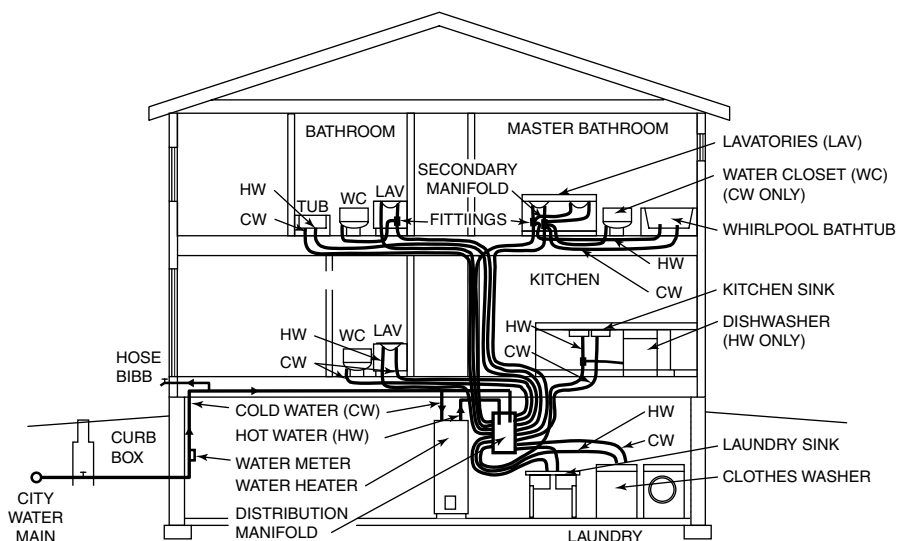 BATHROOM
MASTER BATHROOM
LAVATORIES (LAV)
SECONDARY
MANIFOLD
WATER CLOSET (WC)
(CW ONLY)
HW
TUB
WC
LAV
CW
FITTIINGS
WHIRLPOOL BATHTUB
HW
KITCHEN
CW
KITCHEN SINK
HW
WC
LAV
HW
DISHWASHER
(HW ONLY)
CW
CW
HOSE
BIBB
COLD WATER (CW)
HOT WATER (HW)
HW
CW
CURB
BOX
WATER METER
WATER HEATER
LAUNDRY SINK
CLOTHES WASHER
CITY
WATER
MAIN
DISTRIBUTION
MANIFOLD
LAUNDRY